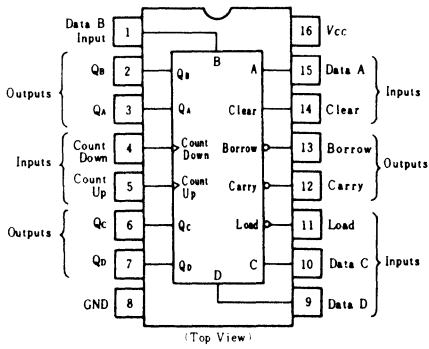 Data B Input 1 16 Vcc
B
QB 2 QB A 15 Data A
Outputs Inputs
QA 3 QA Clear 14 Clear
Count Down 4 Count Down Borrow 13 Borrow
Inputs Outputs
Count Up 5 Count Up Carry 12 Carry
QC 6 QC Load 11 Load
Outputs
QD 7 QD C 10 Data C
Inputs
D
GND 8 9 Data D
(Top View)